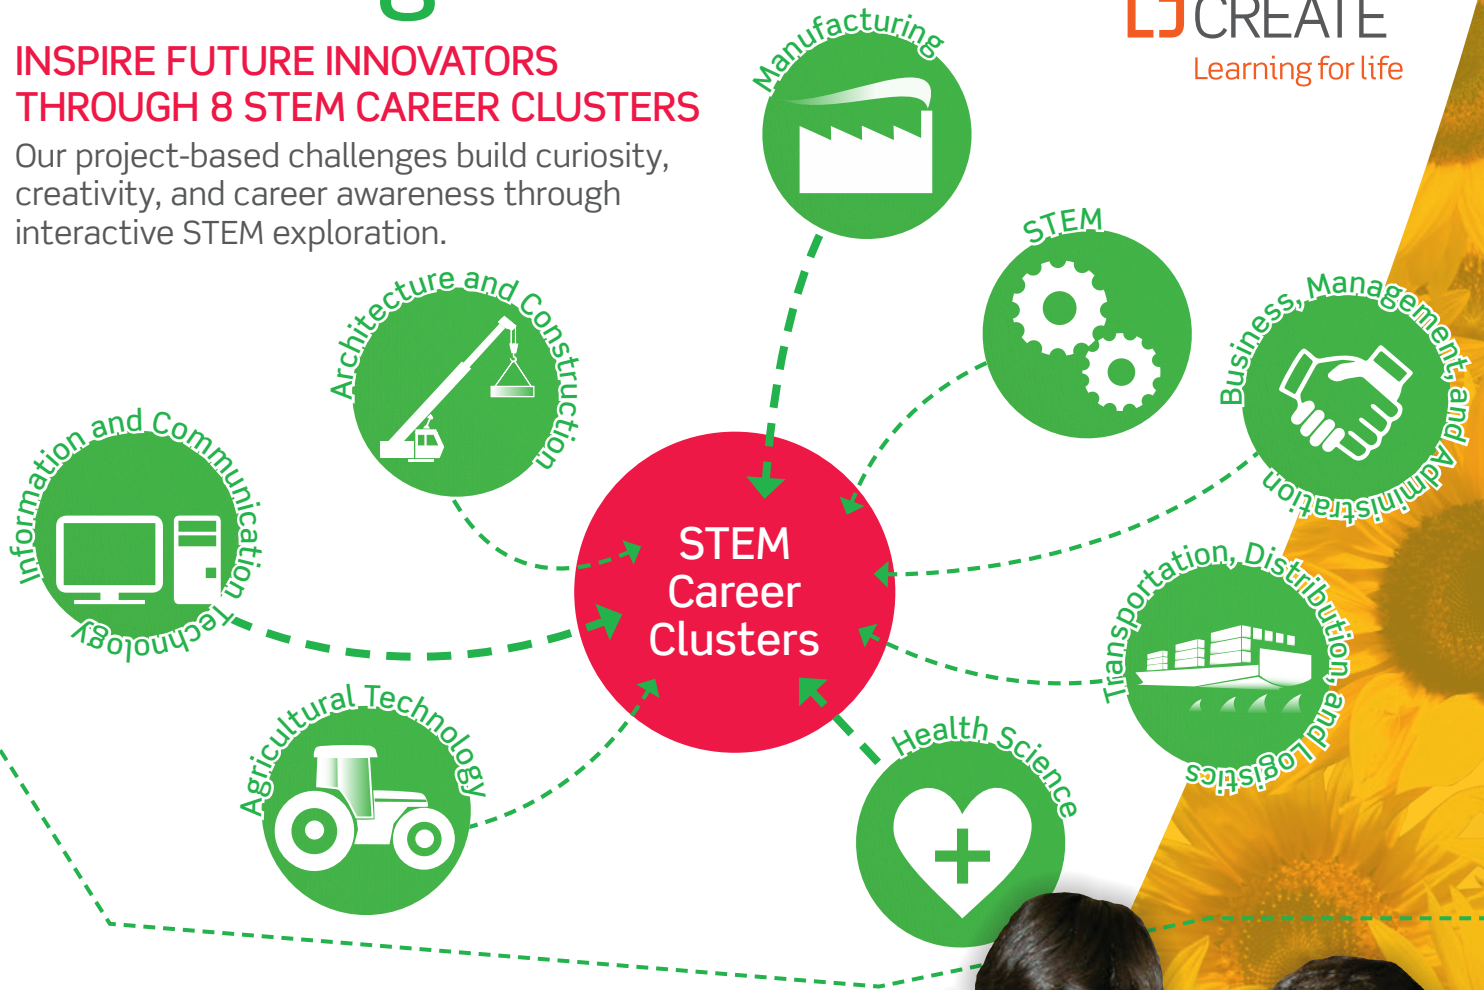 INSPIRE FUTURE INNOVATORS
THROUGH 8 STEM CAREER CLUSTERS
Our project-based challenges build curiosity,
creativity, and career awareness through
interactive STEM exploration.
LJ CREATE
Learning for life
Manufacturing
STEM
Business, Management, and Administration
Architecture and Construction
Information and Communication Technology
STEM
Career
Clusters
Transportation, Distribution, and Logistics
Agricultural Technology
Health Science